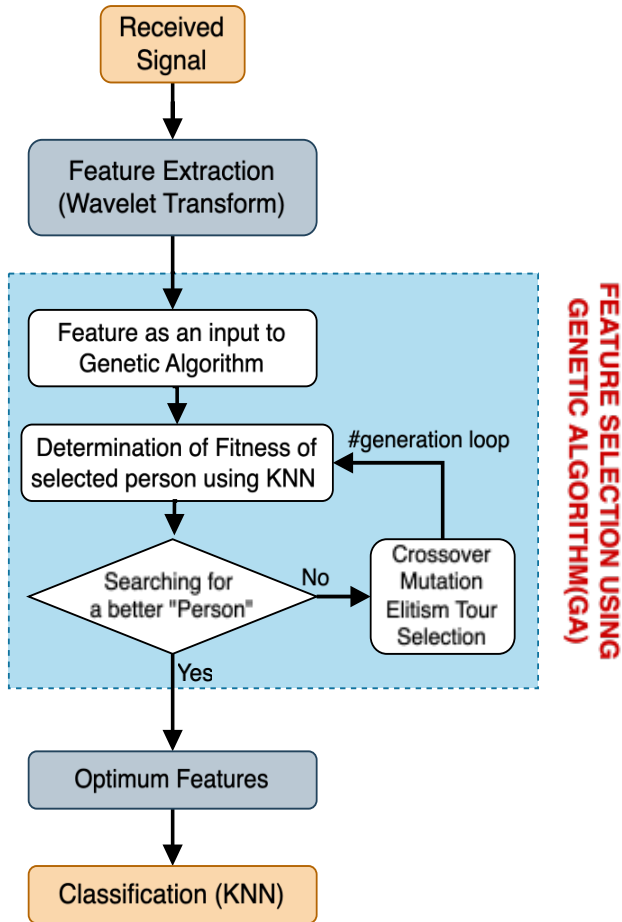 Received
Signal
Feature Extraction
(Wavelet Transform)
Feature as an input to
Genetic Algorithm
Determination of Fitness of
selected person using KNN
#generation loop
Searching for
a better "Person"
No
Crossover
Mutation
Elitism Tour
Selection
Yes
Optimum Features
Classification (KNN)
FEATURE SELECTION USING
GENETIC ALGORITHM(GA)